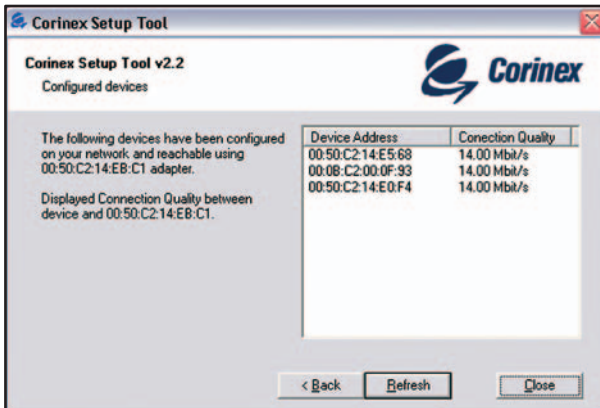 Corinex Setup Tool
Corinex Setup Tool v2.2
Configured devices
Corinex
The following devices have been configured
on your network and reachable using
00:50:C2:14:EB:C1 adapter.
Displayed Connection Quality between
device and 00:50:C2:14:EB:C1.
Device Address Conection Quality
00:50:C2:14:E5:68 14.00 Mbit/s
00:0B:C2:00:0F:93 14.00 Mbit/s
00:50:C2:14:E0:F4 14.00 Mbit/s
< Back Refresh Close